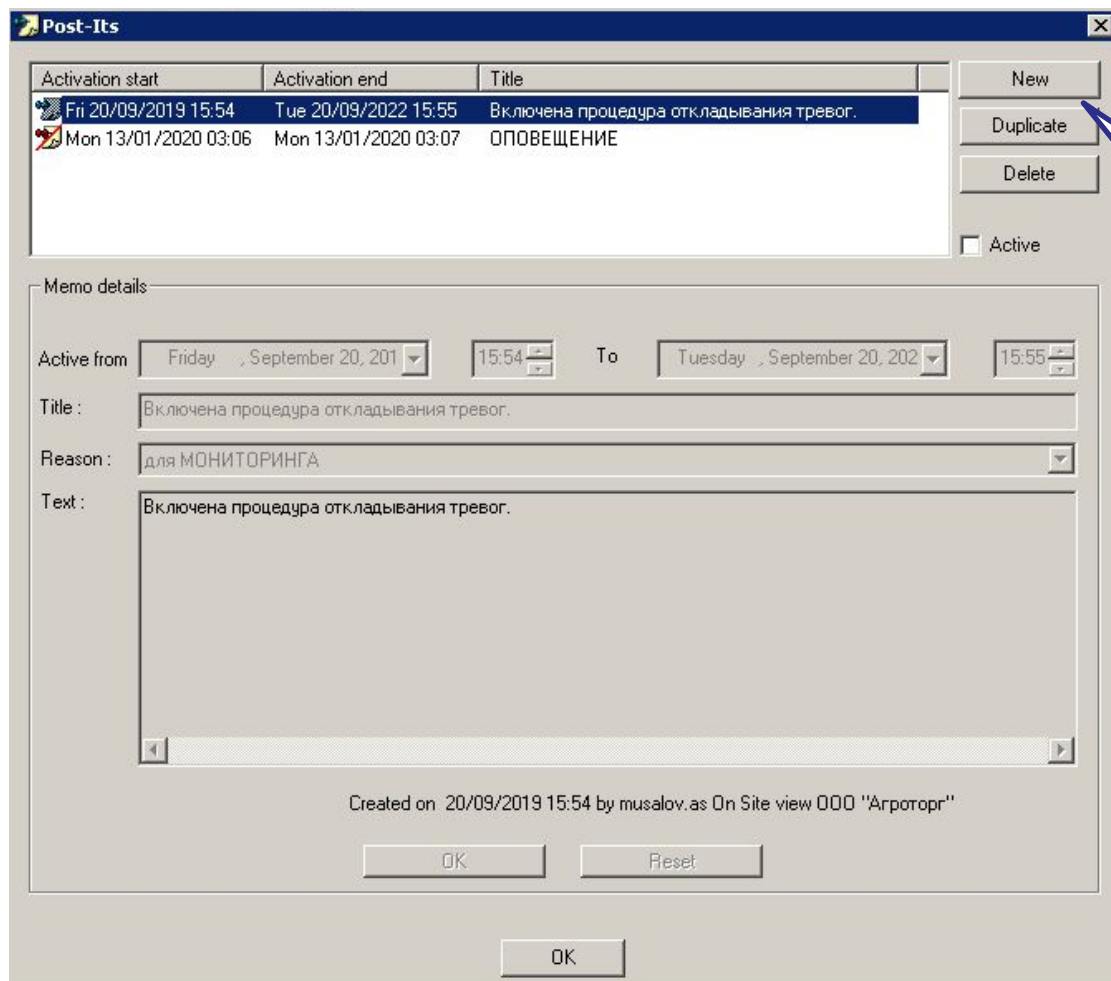 Post-Its
Activation start Activation end Title
Fri 20/09/2019 15:54 Tue 20/09/2022 15:55 Включена процедура откладывания тревог.
Mon 13/01/2020 03:06 Mon 13/01/2020 03:07 ОПОВЕЩЕНИЕ
New
Duplicate
Delete
Active
Memo details
Active from Friday , September 20, 201 15:54 To Tuesday , September 20, 202 15:55
Title : Включена процедура откладывания тревог.
Reason : для МОНИТОРИНГА
Text : Включена процедура откладывания тревог.
Created on 20/09/2019 15:54 by musalov.as On Site view ООО "Агроторг"
OK Reset
OK